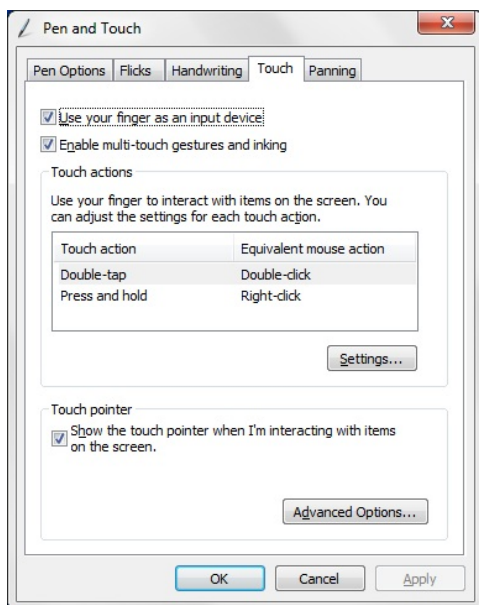 Pen and Touch
Pen Options Flicks Handwriting Touch Panning
Use your finger as an input device
Enable multi-touch gestures and inking
Touch actions
Use your finger to interact with items on the screen. You
can adjust the settings for each touch action.
Touch action Equivalent mouse action
Double-tap Double-click
Press and hold Right-click
Settings...
Touch pointer
Show the touch pointer when I'm interacting with items
on the screen.
Advanced Options...
OK Cancel Apply